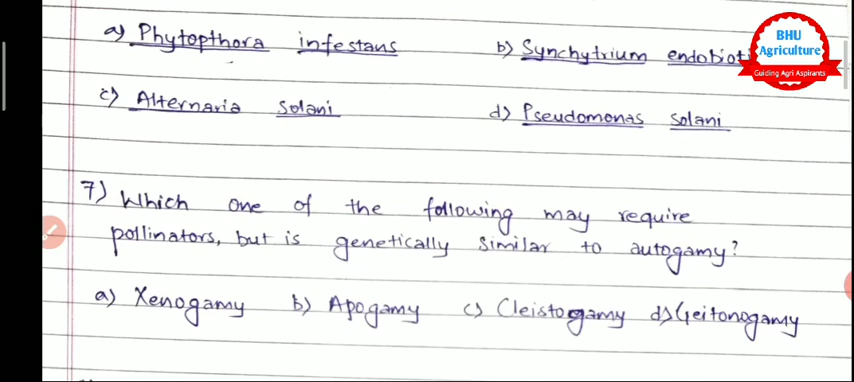 a) Phytopthora infestans
b) Synchytrium
BHU
Agriculture
Guiding Agri Aspirants
c) Alternaria solani
d) Pseudomonas solani
7) Which one of the following may require
pollinators, but is genetically similar to autogamy?
a) Xenogamy b) Apogamy c) Cleistogamy d) Geitonogamy